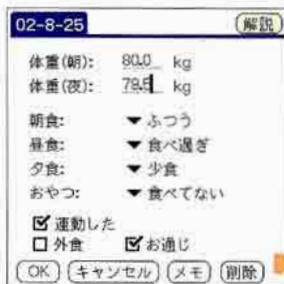 02-8-25 解説
体重(朝): 80.0 kg
体重(夜): 79.5 kg
朝食: ▼ふつう
昼食: ▼食べ過ぎ
夕食: ▼少食
おやつ: ▼食べてない
☑運動した
☐外食 ☑お通じ
OK キャンセル メモ 削除